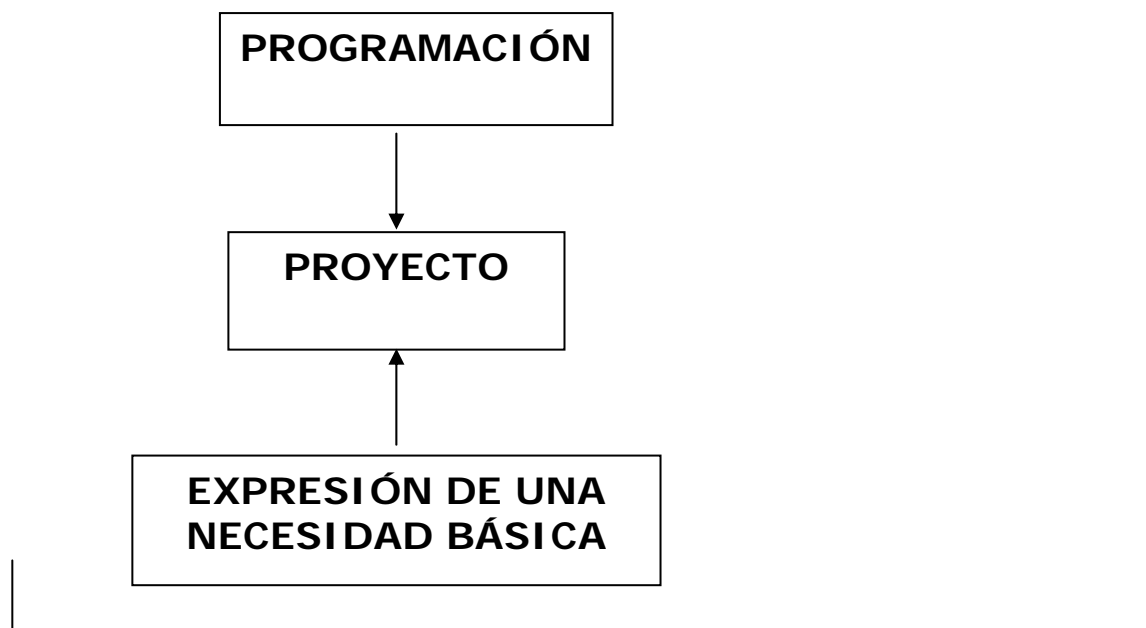 PROGRAMACIÓN
PROYECTO
EXPRESIÓN DE UNA
NECESIDAD BÁSICA